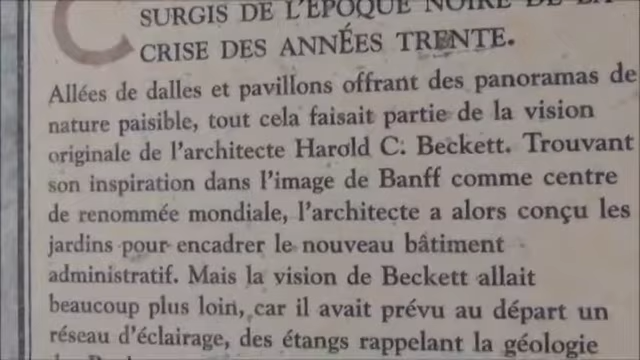 SURGIS DE L'ÉPOQUE NOIRE DE LA
CRISE DES ANNÉES TRENTE.
Allées de dalles et pavillons offrant des panoramas de
nature paisible, tout cela faisait partie de la vision
originale de l'architecte Harold C. Beckett. Trouvant
son inspiration dans l'image de Banff comme centre
de renommée mondiale, l'architecte a alors conçu les
jardins pour encadrer le nouveau bâtiment
administratif. Mais la vision de Beckett allait
beaucoup plus loin, car il avait prévu au départ un
réseau d'éclairage, des étangs rappelant la géologie